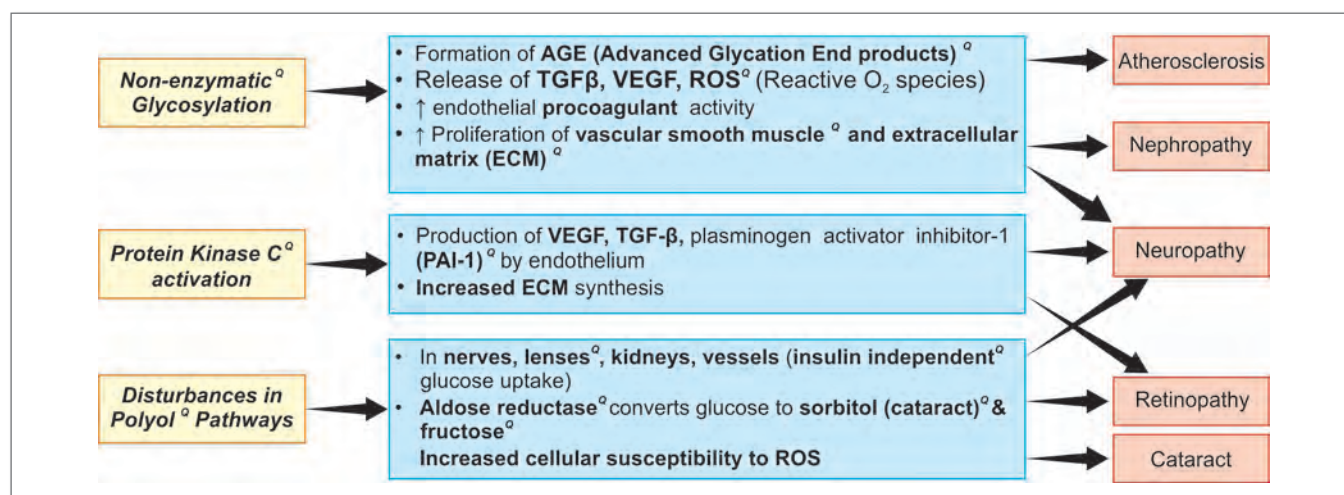 Non-enzymatic Q
Glycosylation
• Formation of AGE (Advanced Glycation End products) Q
• Release of TGFβ, VEGF, ROS Q (Reactive O₂ species)
• ↑ endothelial procoagulant activity
• ↑ Proliferation of vascular smooth muscle Q and extracellular
matrix (ECM) Q
Atherosclerosis
Nephropathy
Protein Kinase C Q
activation
• Production of VEGF, TGF-β, plasminogen activator inhibitor-1
(PAI-1) Q by endothelium
• Increased ECM synthesis
Neuropathy
Disturbances in
Polyol Q Pathways
• In nerves, lenses Q, kidneys, vessels (insulin independent Q
glucose uptake)
• Aldose reductase Q converts glucose to sorbitol (cataract) Q &
fructose Q
Increased cellular susceptibility to ROS
Retinopathy
Cataract